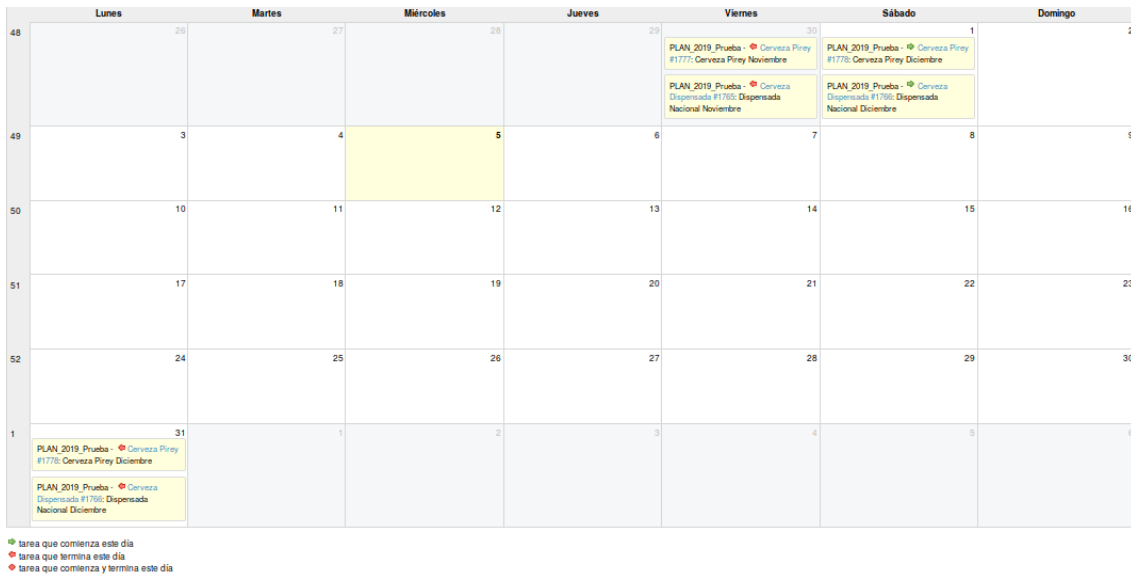 Lunes Martes Miércoles Jueves Viernes Sábado Domingo
48 26 27 28 29 30 1 2
PLAN_2019_Prueba - Cerveza Pirey
#1777: Cerveza Pirey Noviembre
PLAN_2019_Prueba - Cerveza
Dispensada #1765: Dispensada
Nacional Noviembre
PLAN_2019_Prueba - Cerveza Pirey
#1778: Cerveza Pirey Diciembre
PLAN_2019_Prueba - Cerveza
Dispensada #1766: Dispensada
Nacional Diciembre
49 3 4 5 6 7 8 9
50 10 11 12 13 14 15 16
51 17 18 19 20 21 22 23
52 24 25 26 27 28 29 30
1 31 1 2 3 4 5 6
PLAN_2019_Prueba - Cerveza Pirey
#1778: Cerveza Pirey Diciembre
PLAN_2019_Prueba - Cerveza
Dispensada #1766: Dispensada
Nacional Diciembre
tarea que comienza este día
tarea que termina este día
tarea que comienza y termina este día